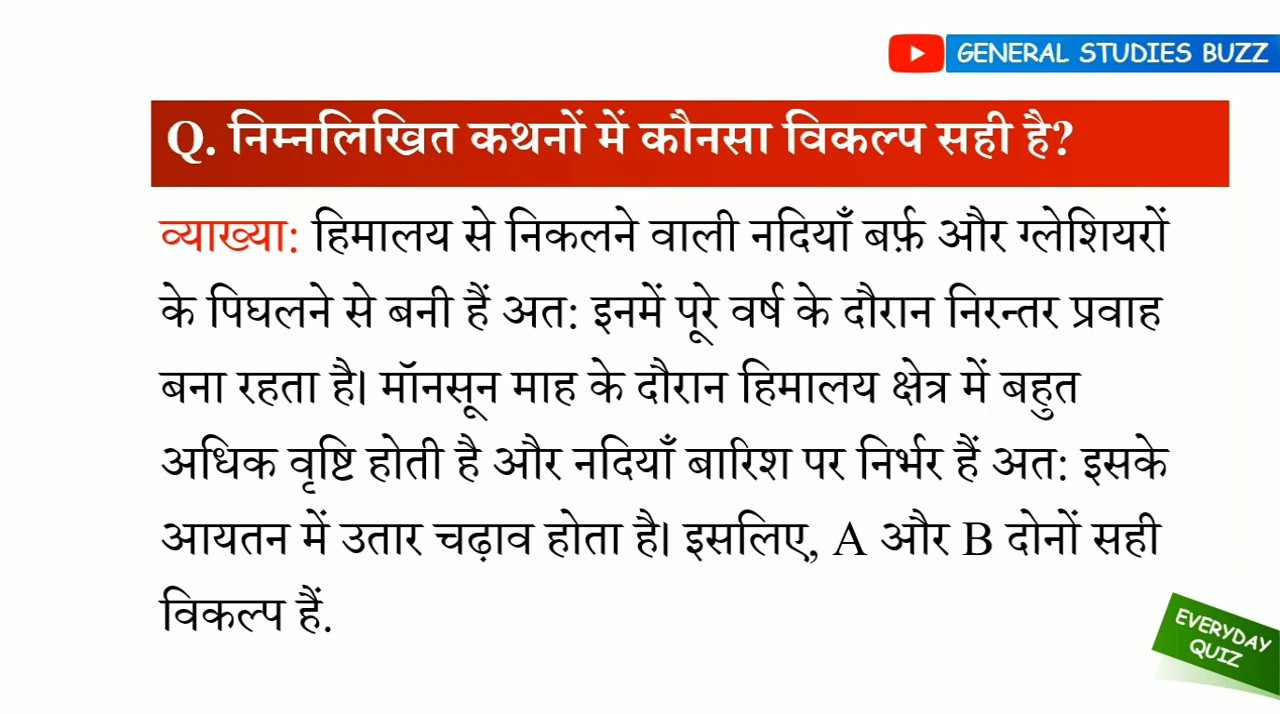 GENERAL STUDIES BUZZ
Q. निम्नलिखित कथनों में कौनसा विकल्प सही है?
व्याख्या: हिमालय से निकलने वाली नदियाँ बर्फ़ और ग्लेशियरों
के पिघलने से बनी हैं अत: इनमें पूरे वर्ष के दौरान निरन्तर प्रवाह
बना रहता है। मॉनसून माह के दौरान हिमालय क्षेत्र में बहुत
अधिक वृष्टि होती है और नदियाँ बारिश पर निर्भर हैं अत: इसके
आयतन में उतार चढ़ाव होता है। इसलिए, A और B दोनों सही
विकल्प हैं.
EVERYDAY
QUIZ